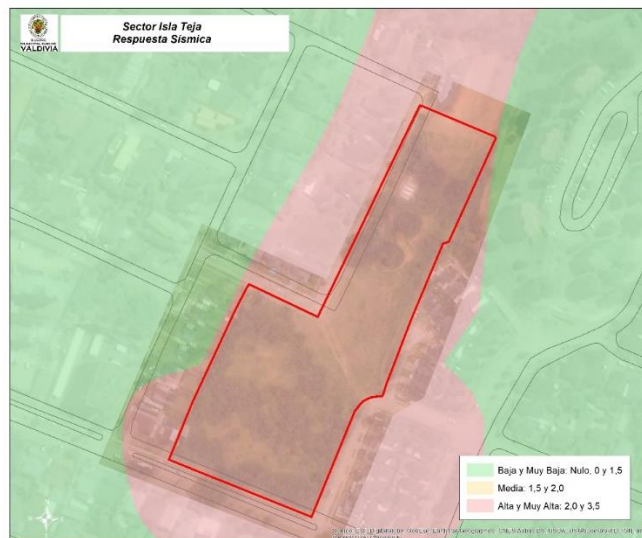 Sector Isla Teja
Respuesta Sísmica
VALDIVIA
Baja y Muy Baja: Nulo, 0 y 1,5
Media: 1,5 y 2,0
Alta y Muy Alta: 2,0 y 3,5